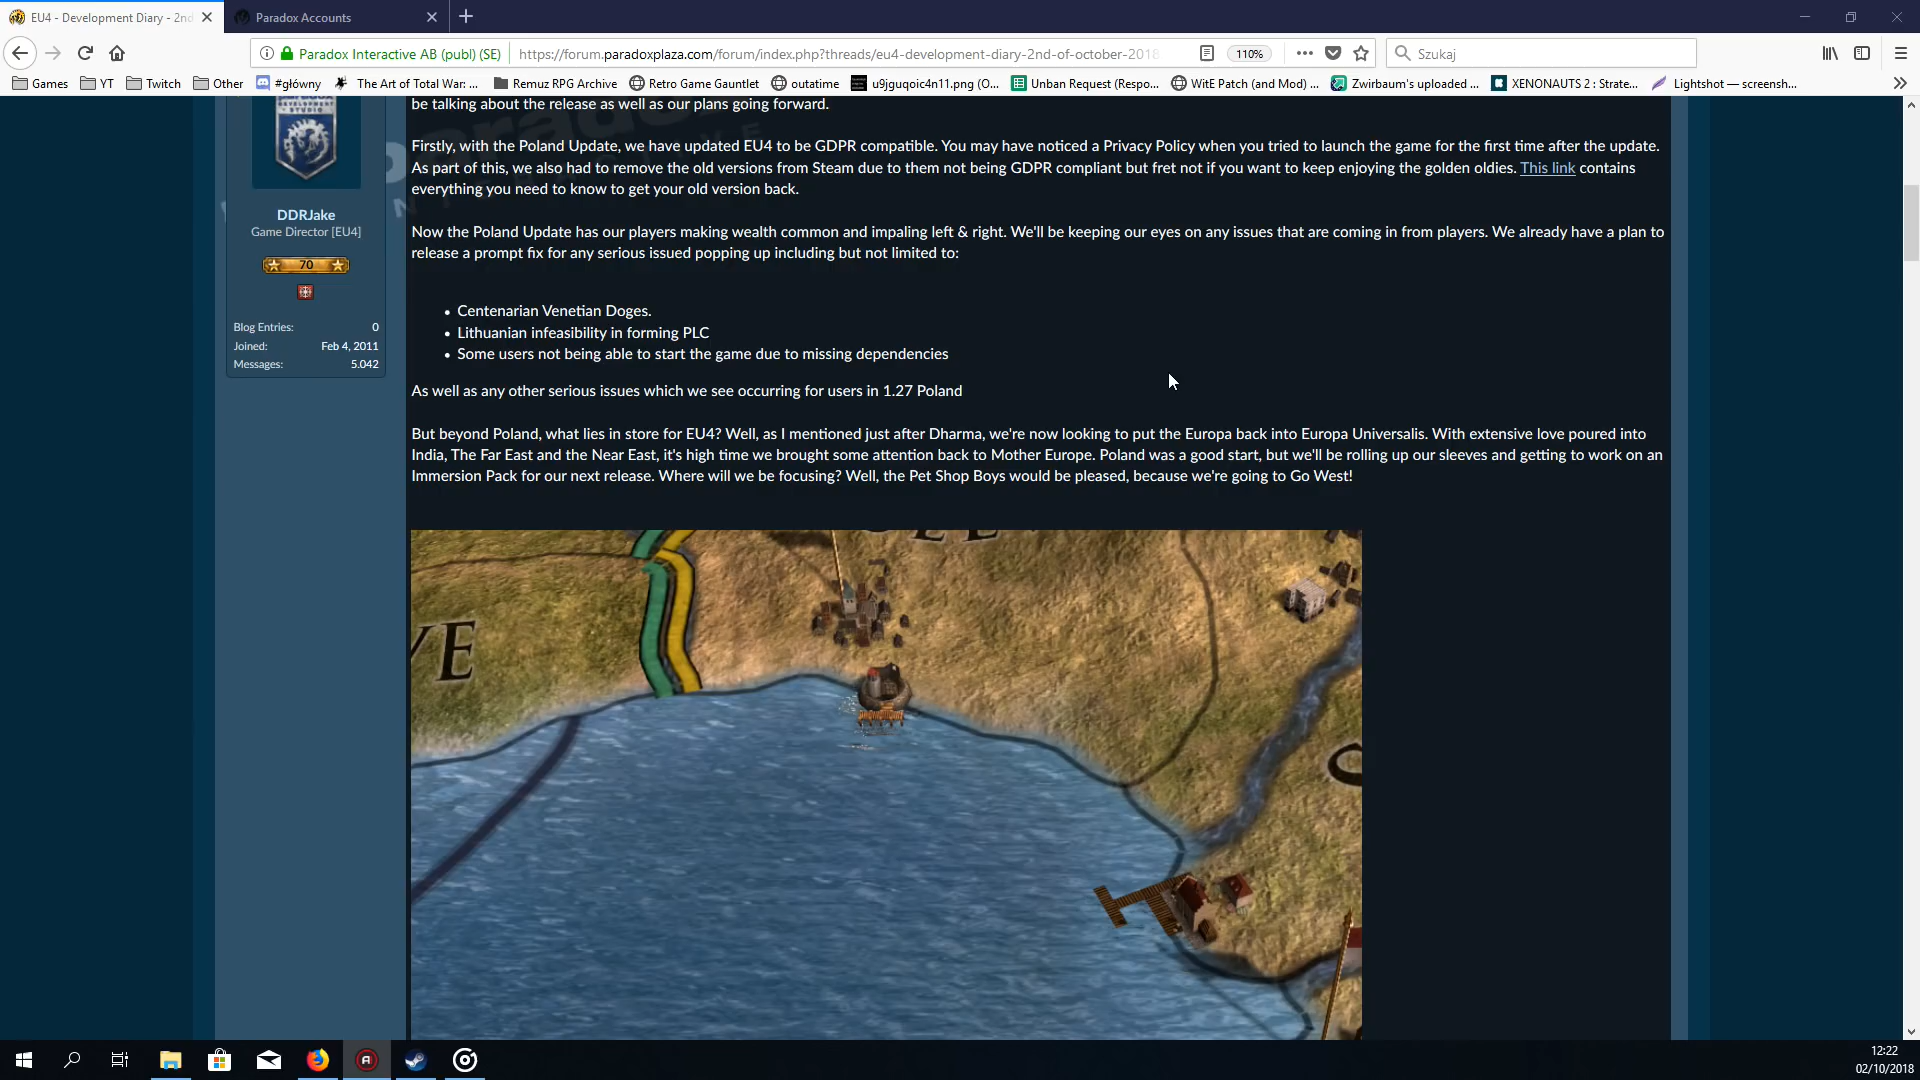 EU4 - Development Diary - 2nd
Paradox Accounts
Paradox Interactive AB (publ) (SE)
https://forum.paradoxplaza.com/forum/index.php?threads/eu4-development-diary-2nd-of-october-2018
110%
Szukaj
Games
YT
Twitch
Other
#główny
The Art of Total War: ...
Remuz RPG Archive
Retro Game Gauntlet
outatime
u9jguqoic4n11.png (O...
Unban Request (Respo...
WitE Patch (and Mod) ...
Zwirbaum's uploaded ...
XENONAUTS 2 : Strate...
Lightshot — screensh...
DEVELOPMENT
STUDIO
DDRJake
Game Director [EU4]
70
Blog Entries: 0
Joined: Feb 4, 2011
Messages: 5.042
be talking about the release as well as our plans going forward.
Firstly, with the Poland Update, we have updated EU4 to be GDPR compatible. You may have noticed a Privacy Policy when you tried to launch the game for the first time after the update.
As part of this, we also had to remove the old versions from Steam due to them not being GDPR compliant but fret not if you want to keep enjoying the golden oldies. This link contains
everything you need to know to get your old version back.
Now the Poland Update has our players making wealth common and impaling left & right. We'll be keeping our eyes on any issues that are coming in from players. We already have a plan to
release a prompt fix for any serious issued popping up including but not limited to:
• Centenarian Venetian Doges.
• Lithuanian infeasibility in forming PLC
• Some users not being able to start the game due to missing dependencies
As well as any other serious issues which we see occurring for users in 1.27 Poland
But beyond Poland, what lies in store for EU4? Well, as I mentioned just after Dharma, we're now looking to put the Europa back into Europa Universalis. With extensive love poured into
India, The Far East and the Near East, it's high time we brought some attention back to Mother Europe. Poland was a good start, but we'll be rolling up our sleeves and getting to work on an
Immersion Pack for our next release. Where will we be focusing? Well, the Pet Shop Boys would be pleased, because we're going to Go West!
VE
12:22
02/10/2018